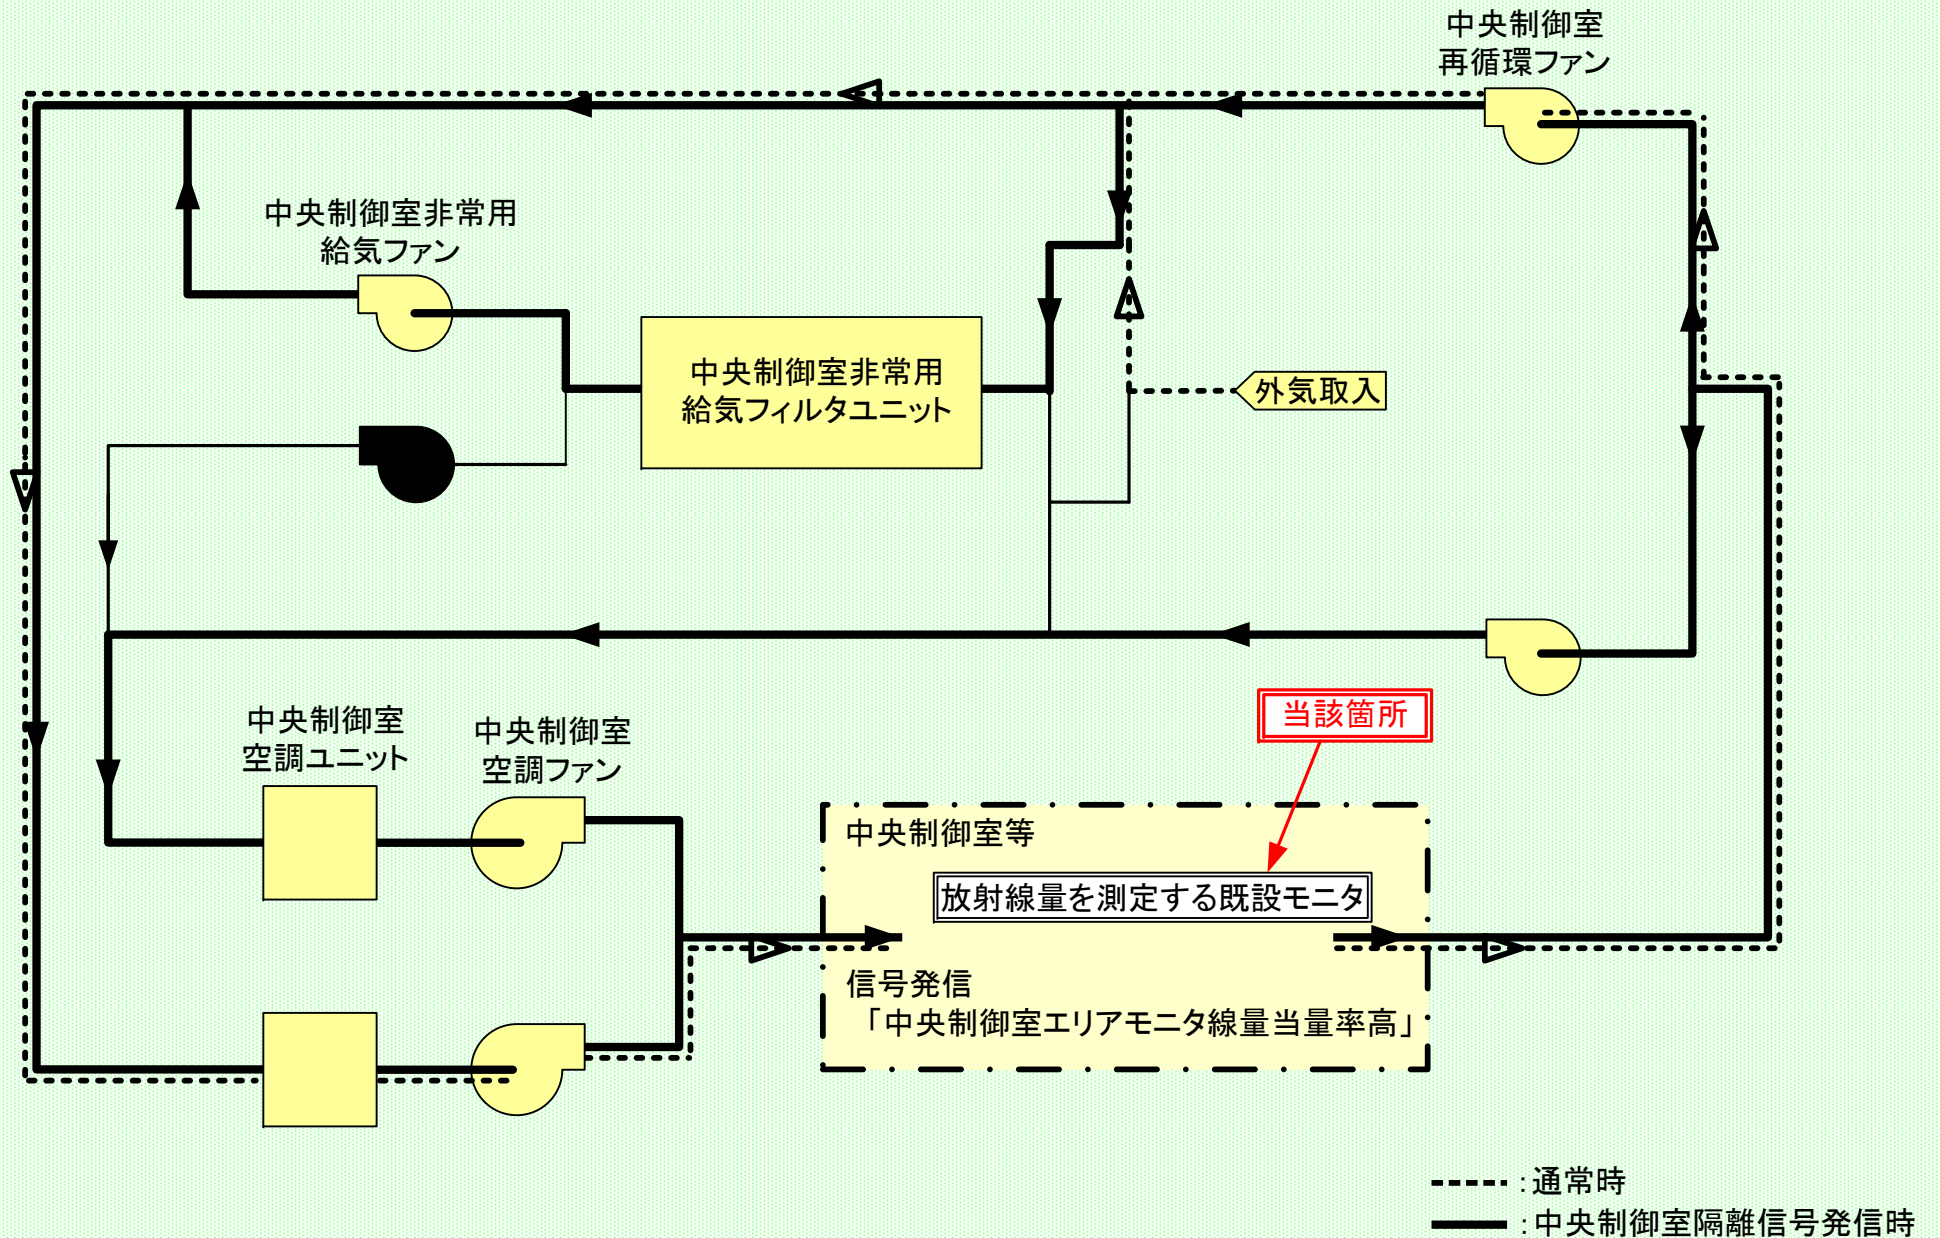 中央制御室
再循環ファン
中央制御室非常用
給気ファン
中央制御室非常用
給気フィルタユニット
外気取入
中央制御室
空調ユニット
中央制御室
空調ファン
当該箇所
中央制御室等
放射線量を測定する既設モニタ
信号発信
「中央制御室エリアモニタ線量当量率高」
:通常時
:中央制御室隔離信号発信時